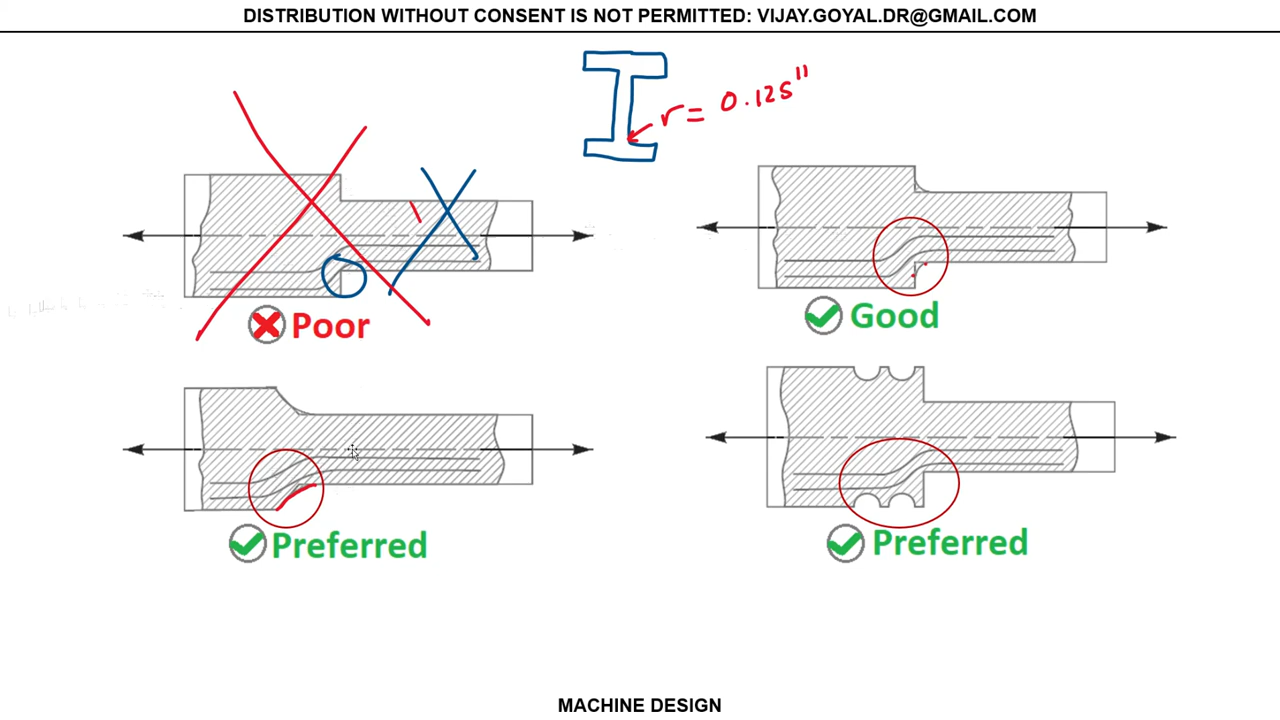 DISTRIBUTION WITHOUT CONSENT IS NOT PERMITTED: VIJAY.GOYAL.DR@GMAIL.COM
r = 0.125"
Poor
Good
Preferred
Preferred
MACHINE DESIGN